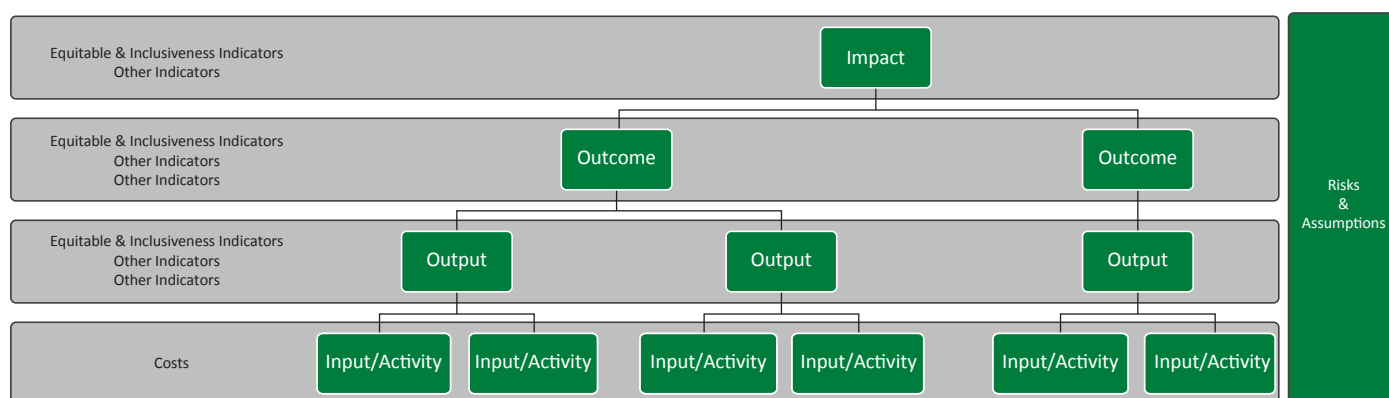 Equitable & Inclusiveness Indicators
Other Indicators
Impact
Equitable & Inclusiveness Indicators
Other Indicators
Other Indicators
Outcome
Outcome
Equitable & Inclusiveness Indicators
Other Indicators
Other Indicators
Output
Output
Output
Costs
Input/Activity
Input/Activity
Input/Activity
Input/Activity
Input/Activity
Input/Activity
Risks
&
Assumptions